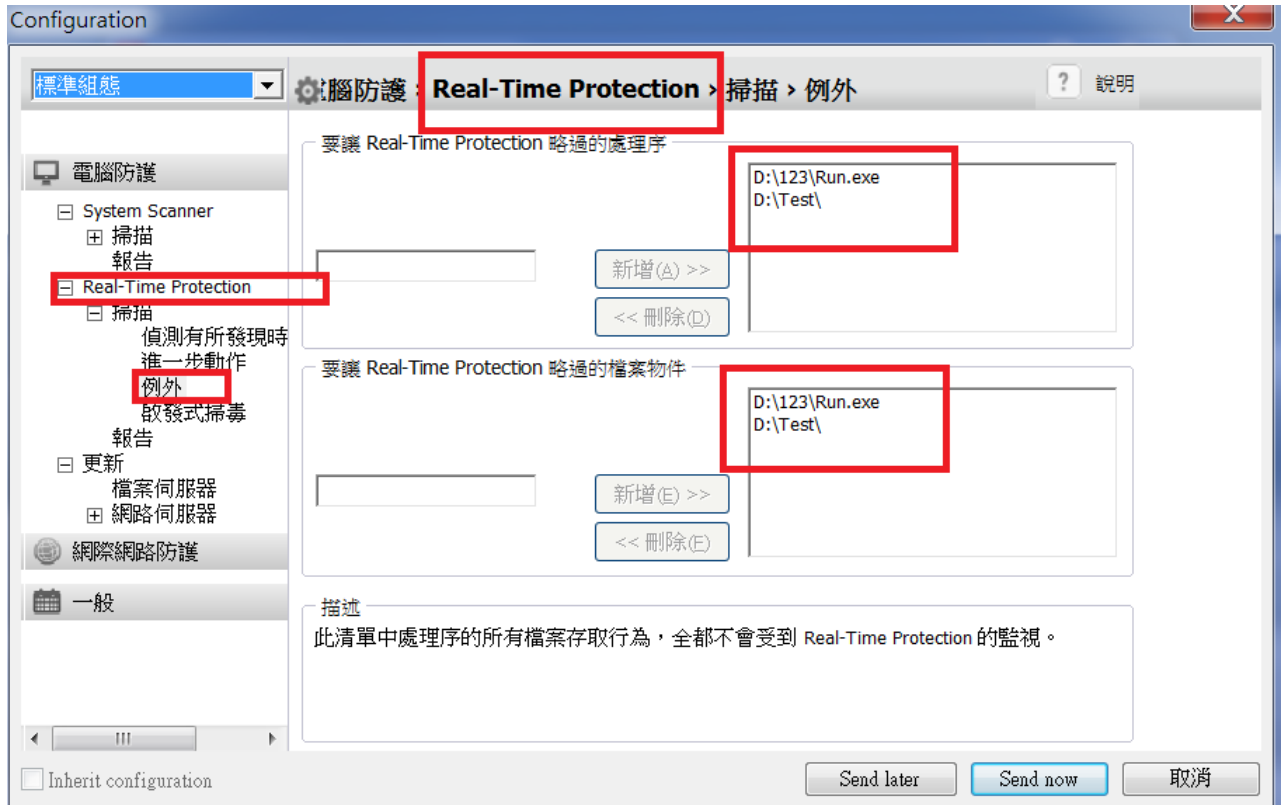 Configuration
X
標準組態
電腦防護
System Scanner
掃描
報告
Real-Time Protection
掃描
偵測有所發現時
進一步動作
例外
啟發式掃毒
報告
更新
檔案伺服器
網路伺服器
網際網路防護
一般
腦防護 › Real-Time Protection › 掃描 › 例外
? 說明
要讓 Real-Time Protection 略過的處理序
D:\123\Run.exe
D:\Test\
新增(A) >>
<< 刪除(D)
要讓 Real-Time Protection 略過的檔案物件
D:\123\Run.exe
D:\Test\
新增(E) >>
<< 刪除(F)
描述
此清單中處理序的所有檔案存取行為，全都不會受到 Real-Time Protection 的監視。
Inherit configuration
Send later
Send now
取消